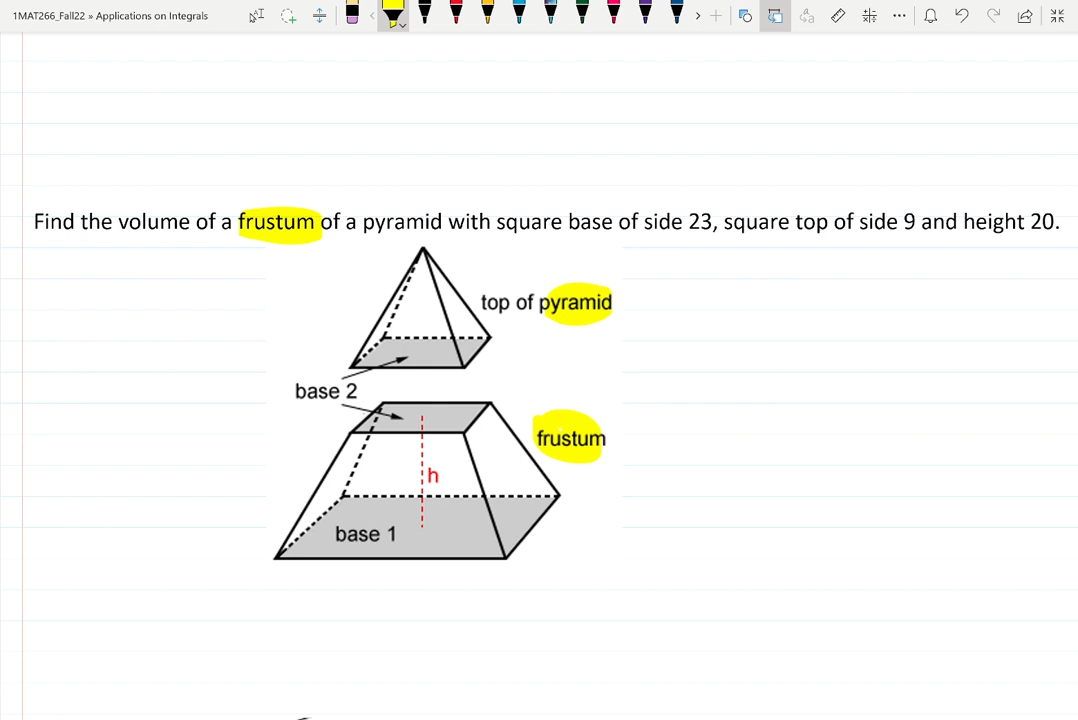 1MAT266_Fall22 » Applications on Integrals
Find the volume of a frustum of a pyramid with square base of side 23, square top of side 9 and height 20.
top of pyramid
base 2
frustum
h
base 1